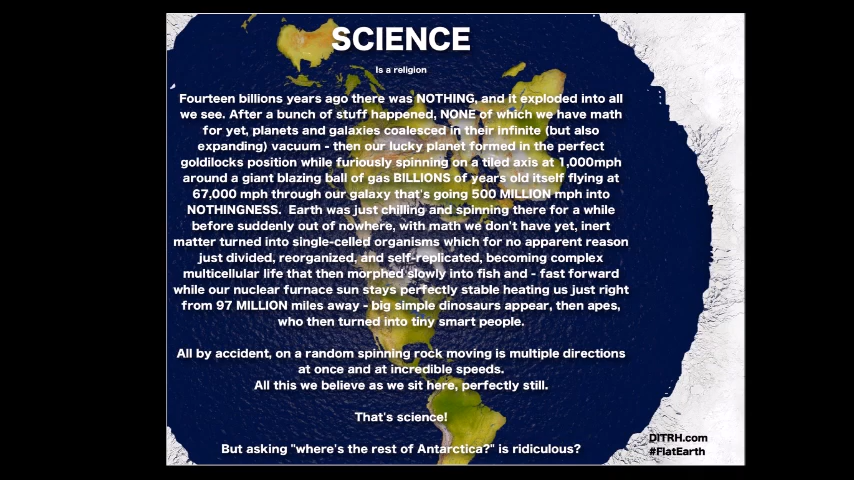 SCIENCE
Is a religion
Fourteen billions years ago there was NOTHING, and it exploded into all
we see. After a bunch of stuff happened, NONE of which we have math
for yet, planets and galaxies coalesced in their infinite (but also
expanding) vacuum - then our lucky planet formed in the perfect
goldilocks position while furiously spinning on a tiled axis at 1,000mph
around a giant blazing ball of gas BILLIONS of years old itself flying at
67,000 mph through our galaxy that's going 500 MILLION mph into
NOTHINGNESS. Earth was just chilling and spinning there for a while
before suddenly out of nowhere, with math we don't have yet, inert
matter turned into single-celled organisms which for no apparent reason
just divided, reorganized, and self-replicated, becoming complex
multicellular life that then morphed slowly into fish and - fast forward
while our nuclear furnace sun stays perfectly stable heating us just right
from 97 MILLION miles away - big simple dinosaurs appear, then apes,
who then turned into tiny smart people.
All by accident, on a random spinning rock moving is multiple directions
at once and at incredible speeds.
All this we believe as we sit here, perfectly still.
That's science!
But asking "where's the rest of Antarctica?" is ridiculous?
DITRH.com
#FlatEarth